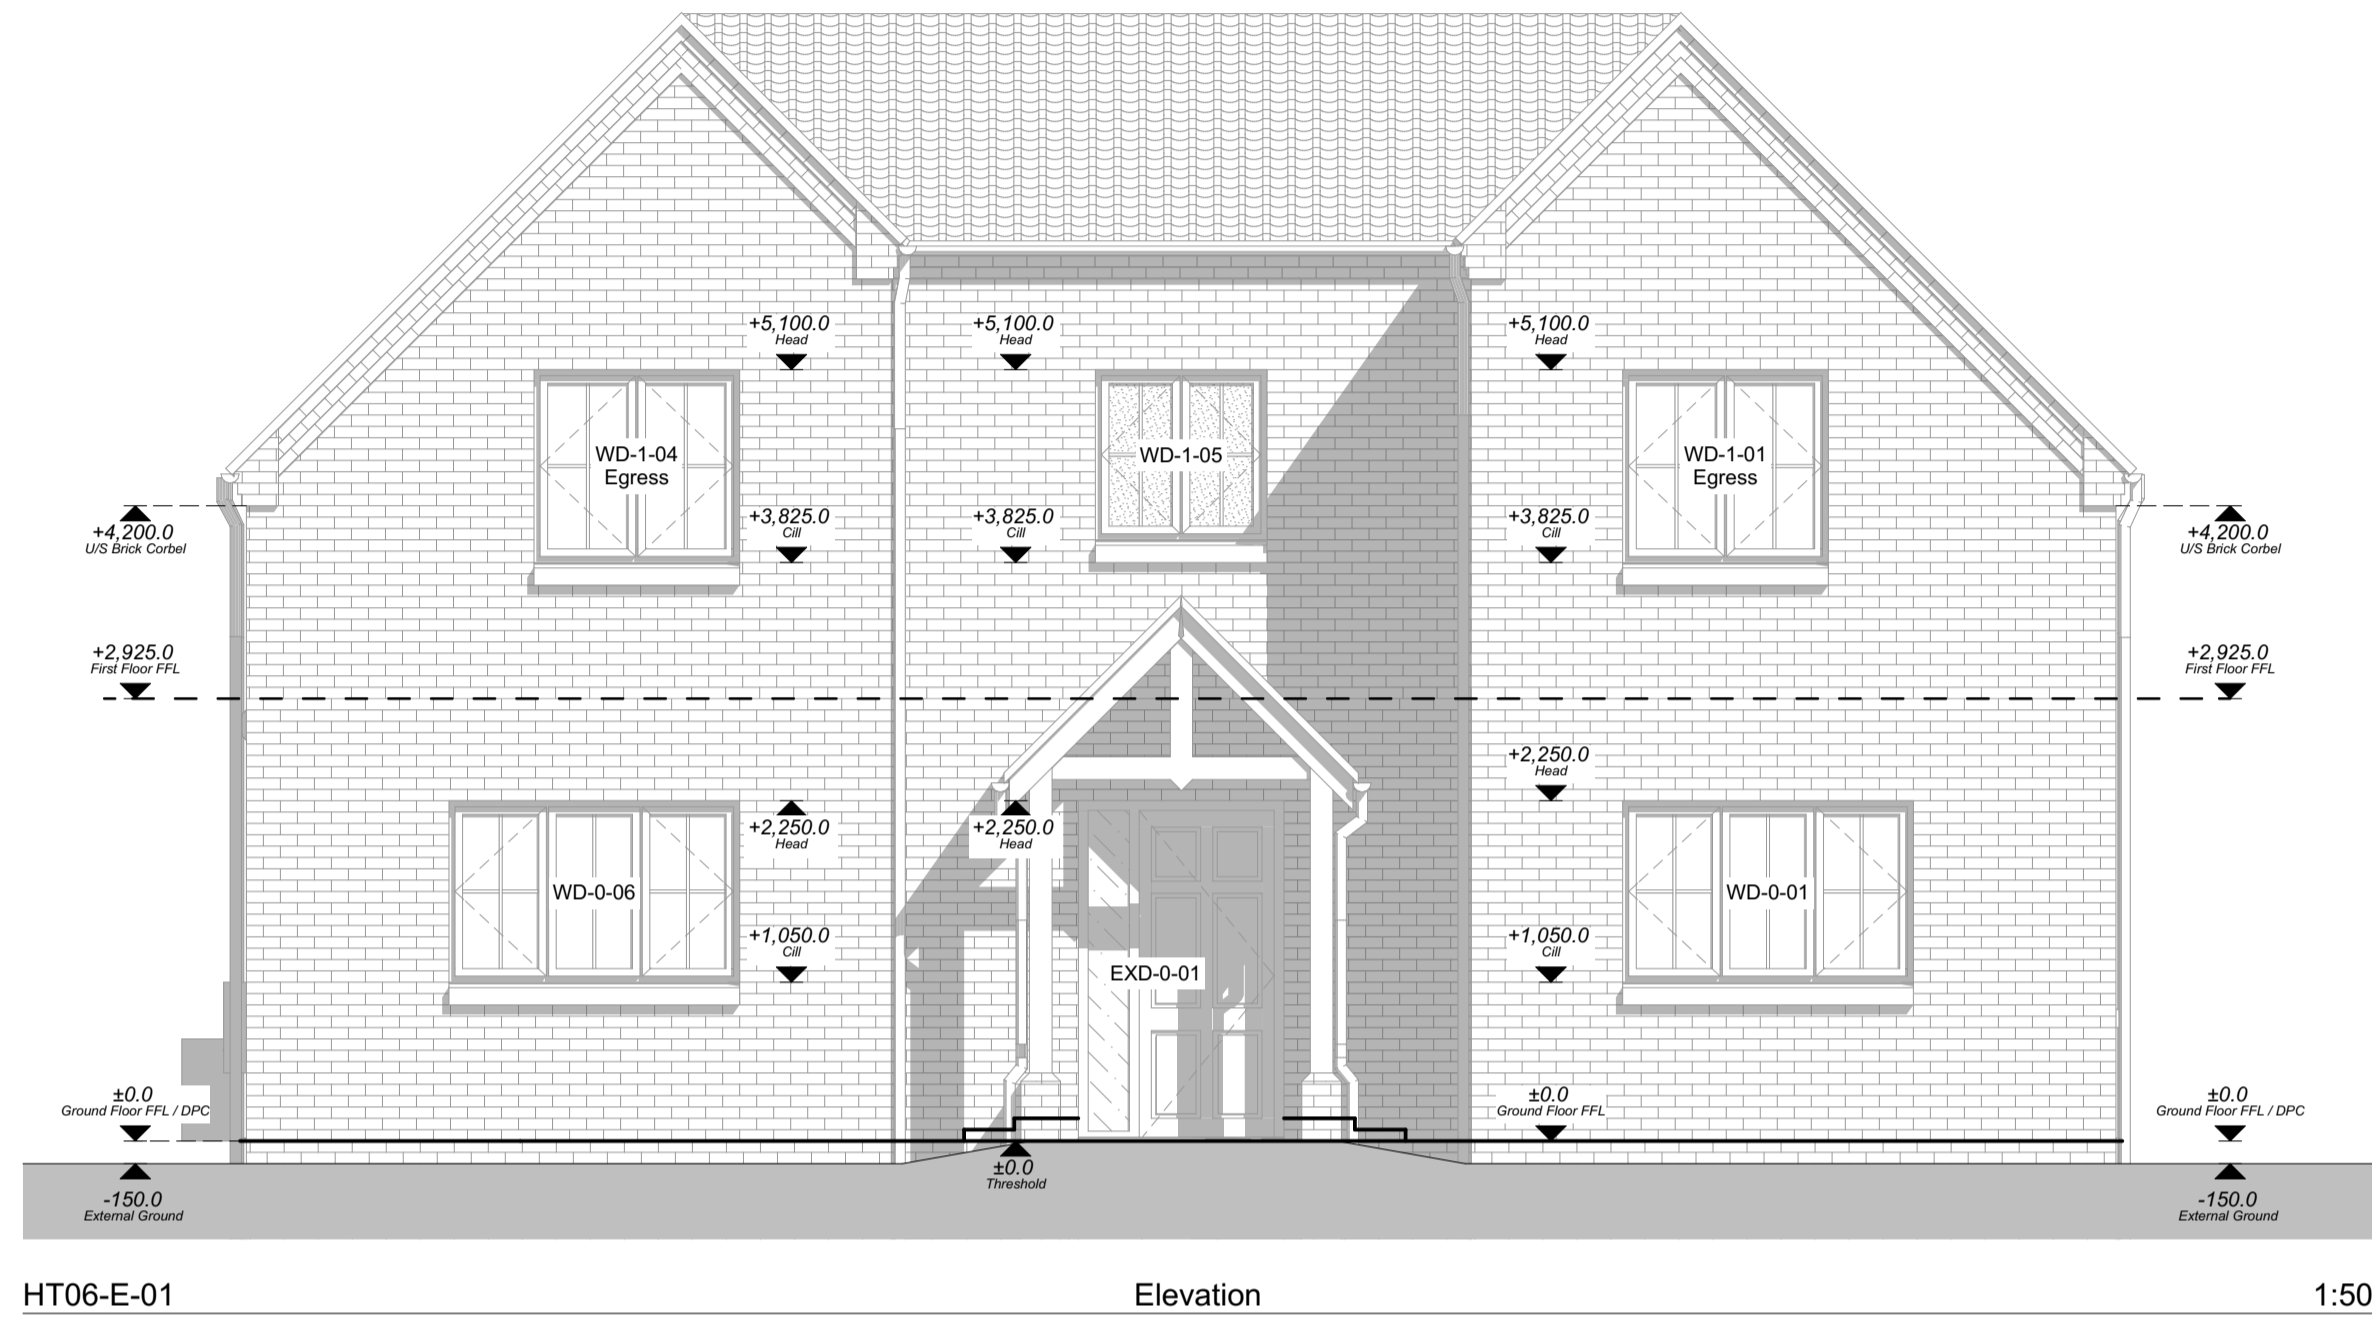 +5,100.0
Head
+5,100.0
Head
+5,100.0
Head
WD-1-04
Egress
WD-1-05
WD-1-01
Egress
+3,825.0
Cill
+3,825.0
Cill
+3,825.0
Cill
+4,200.0
U/S Brick Corbel
+4,200.0
U/S Brick Corbel
+2,925.0
First Floor FFL
+2,925.0
First Floor FFL
+2,250.0
Head
+2,250.0
Head
+2,250.0
Head
WD-0-06
WD-0-01
+1,050.0
Cill
+1,050.0
Cill
EXD-0-01
±0.0
Ground Floor FFL / DPC
±0.0
Ground Floor FFL
±0.0
Ground Floor FFL / DPC
±0.0
Threshold
-150.0
External Ground
-150.0
External Ground
HT06-E-01
Elevation
1:50